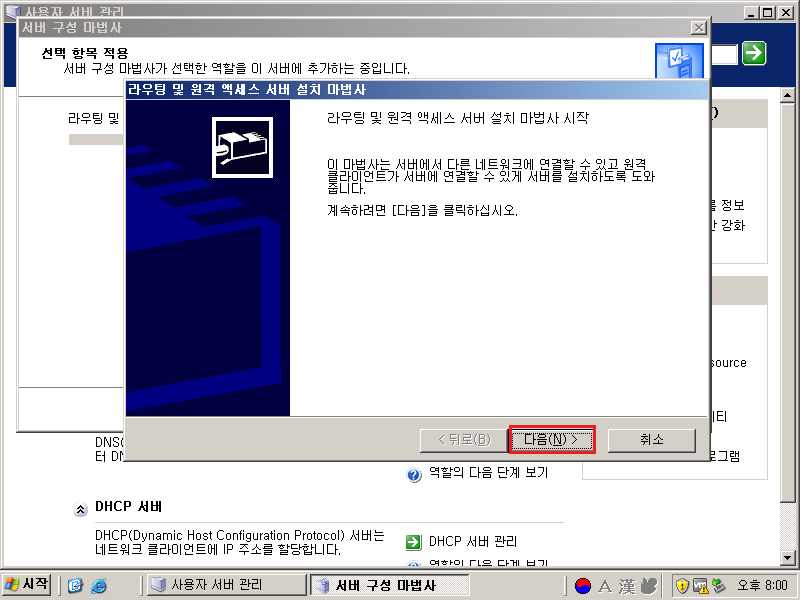 사용자 서버 관리
서버 구성 마법사
선택 항목 적용
서버 구성 마법사가 선택한 역할을 이 서버에 추가하는 중입니다.
라우팅 및 원격 액세스 서버 설치 마법사
라우팅 및
라우팅 및 원격 액세스 서버 설치 마법사 시작
이 마법사는 서버에서 다른 네트워크에 연결할 수 있고 원격
클라이언트가 서버에 연결할 수 있게 서버를 설치하도록 도와
줍니다.
계속하려면 [다음]을 클릭하십시오.
정보
강화
source
로그램
< 뒤로(B)
다음(N) >
취소
DNS(
터 DN
역할의 다음 단계 보기
DHCP 서버
DHCP(Dynamic Host Configuration Protocol) 서버는
네트워크 클라이언트에 IP 주소를 할당합니다.
DHCP 서버 관리
역할의 다음 단계 보기
시작
사용자 서버 관리
서버 구성 마법사
A 漢
오후 8:00